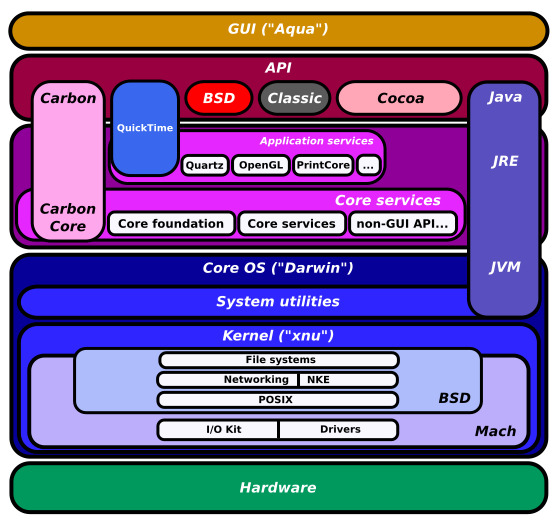 GUI ("Aqua")
API
Carbon
QuickTime
BSD
Classic
Cocoa
Java
Application services
Quartz
OpenGL
PrintCore
...
JRE
Core services
Carbon
Core
Core foundation
Core services
non-GUI API...
Core OS ("Darwin")
JVM
System utilities
Kernel ("xnu")
File systems
Networking
NKE
POSIX
BSD
I/O Kit
Drivers
Mach
Hardware